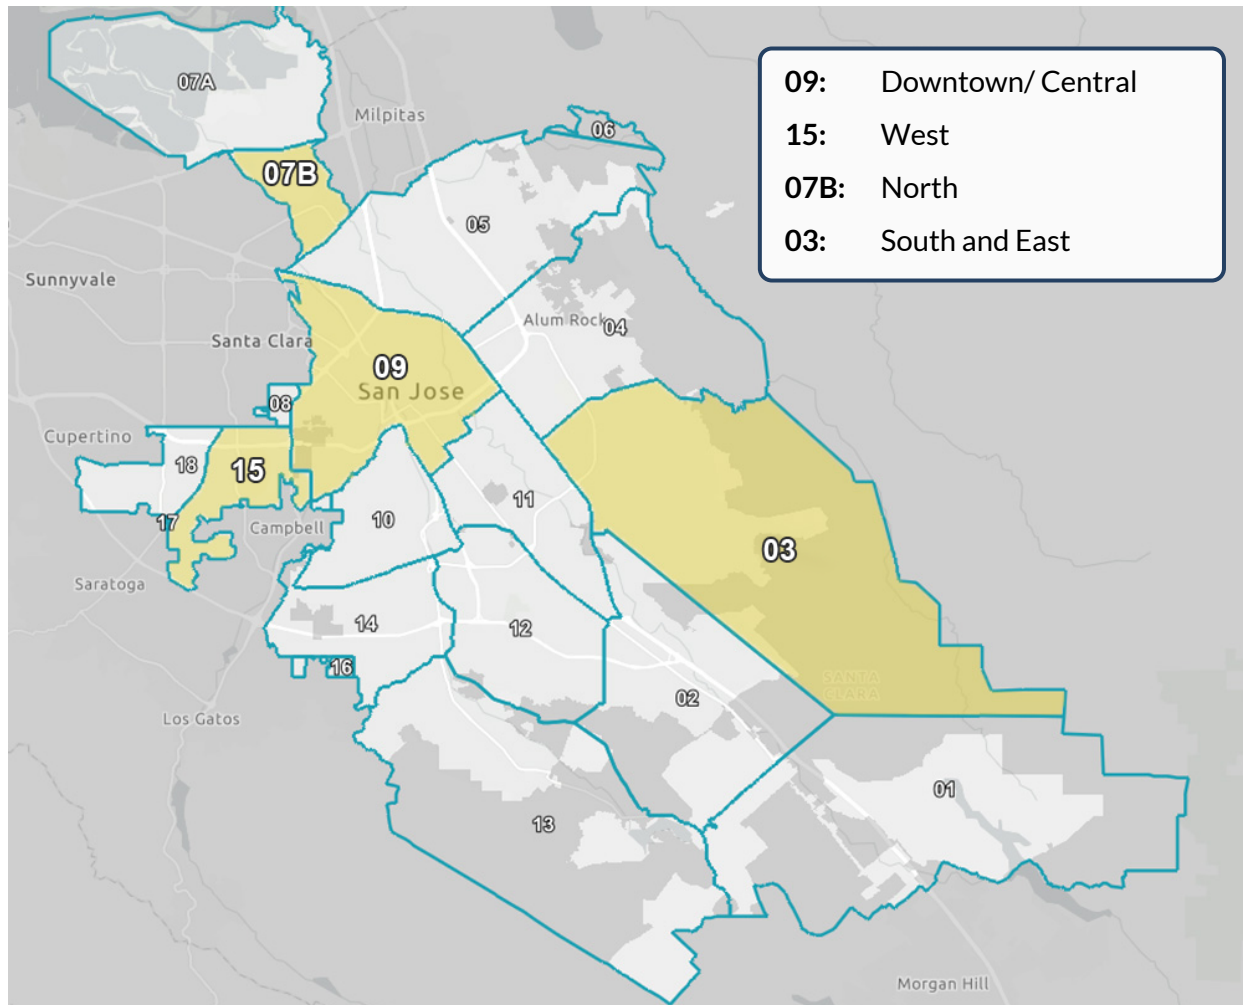 09: Downtown/ Central
15: West
07B: North
03: South and East
07A
Milpitas
06
07B
05
Sunnyvale
Alum Rock
04
Santa Clara
09
San Jose
08
Cupertino
18
15
11
17
10
Campbell
03
Saratoga
14
12
16
SANTA
CLARA
02
Los Gatos
01
13
Morgan Hill